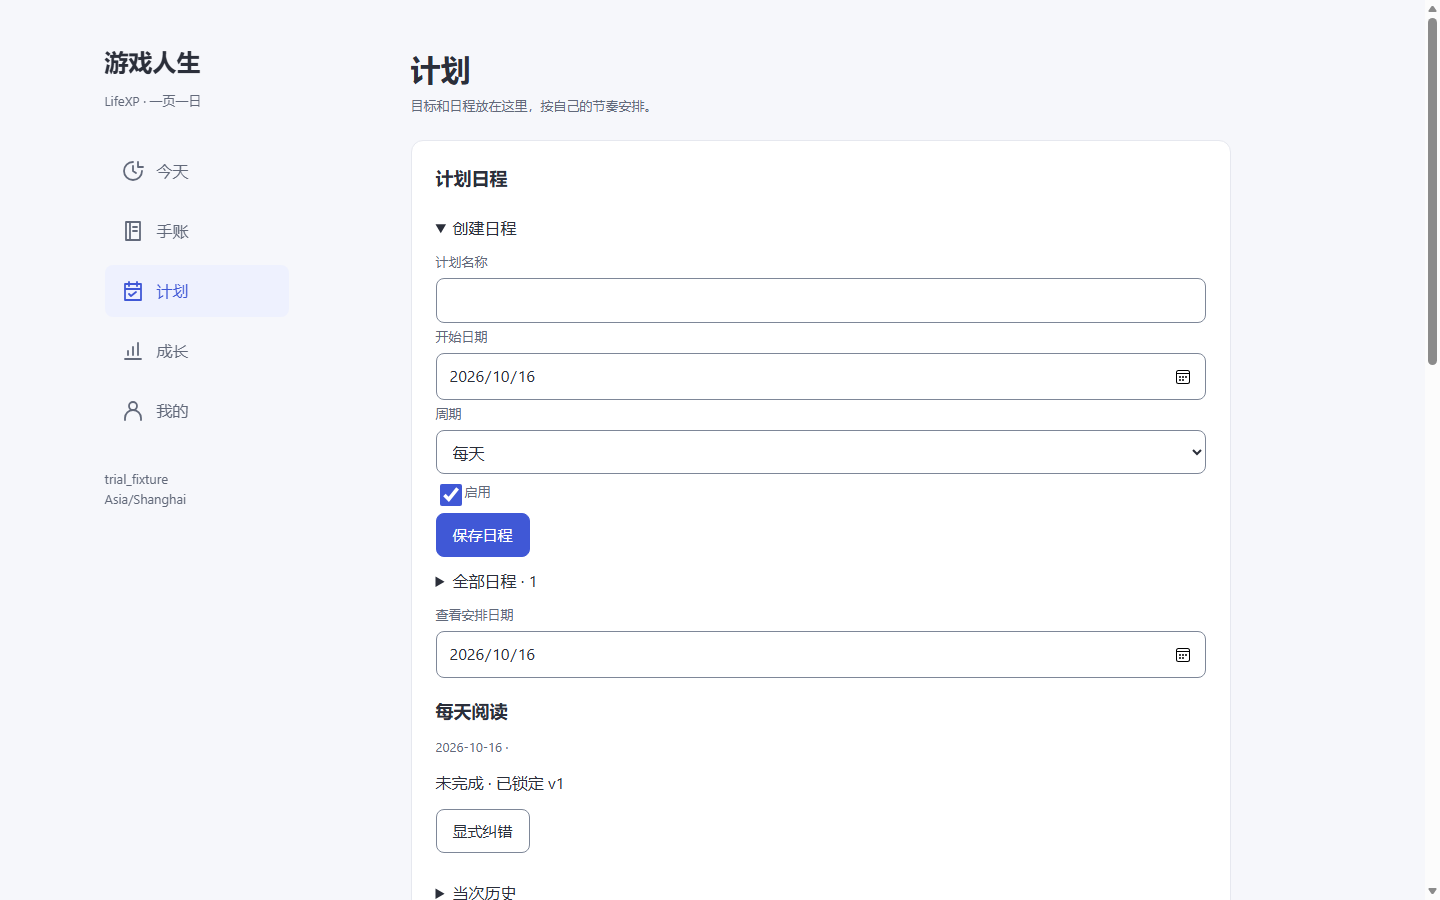 游戏人生
LifeXP · 一页一日
今天
手账
计划
成长
我的
trial_fixture
Asia/Shanghai
计划
目标和日程放在这里，按自己的节奏安排。
计划日程
▼ 创建日程
计划名称
开始日期
2026/10/16
周期
每天
启用
保存日程
▶ 全部日程 · 1
查看安排日期
2026/10/16
每天阅读
2026-10-16 ·
未完成 · 已锁定 v1
显式纠错
▶ 当次历史